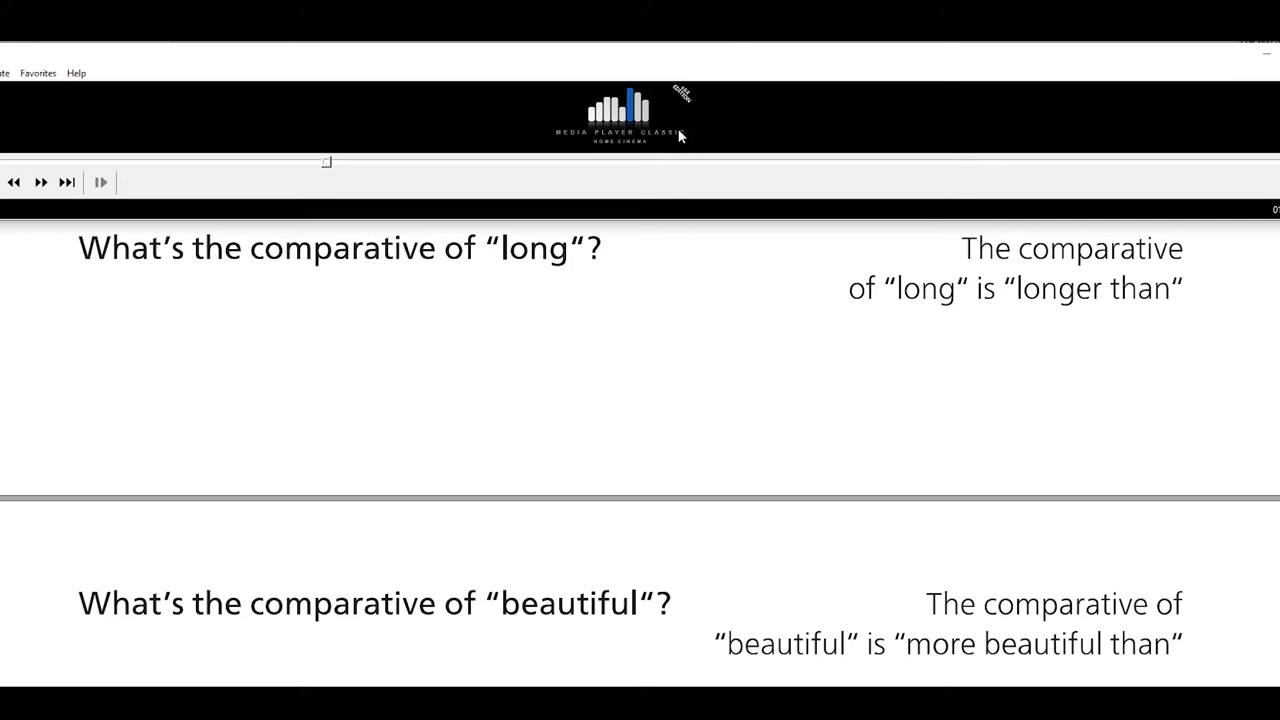 Favorites Help
EDITION
MEDIA PLAYER CLASSIC
HOME CINEMA
What’s the comparative of “long“?
The comparative
of “long“ is “longer than“
What’s the comparative of “beautiful“?
The comparative of
“beautiful“ is “more beautiful than“